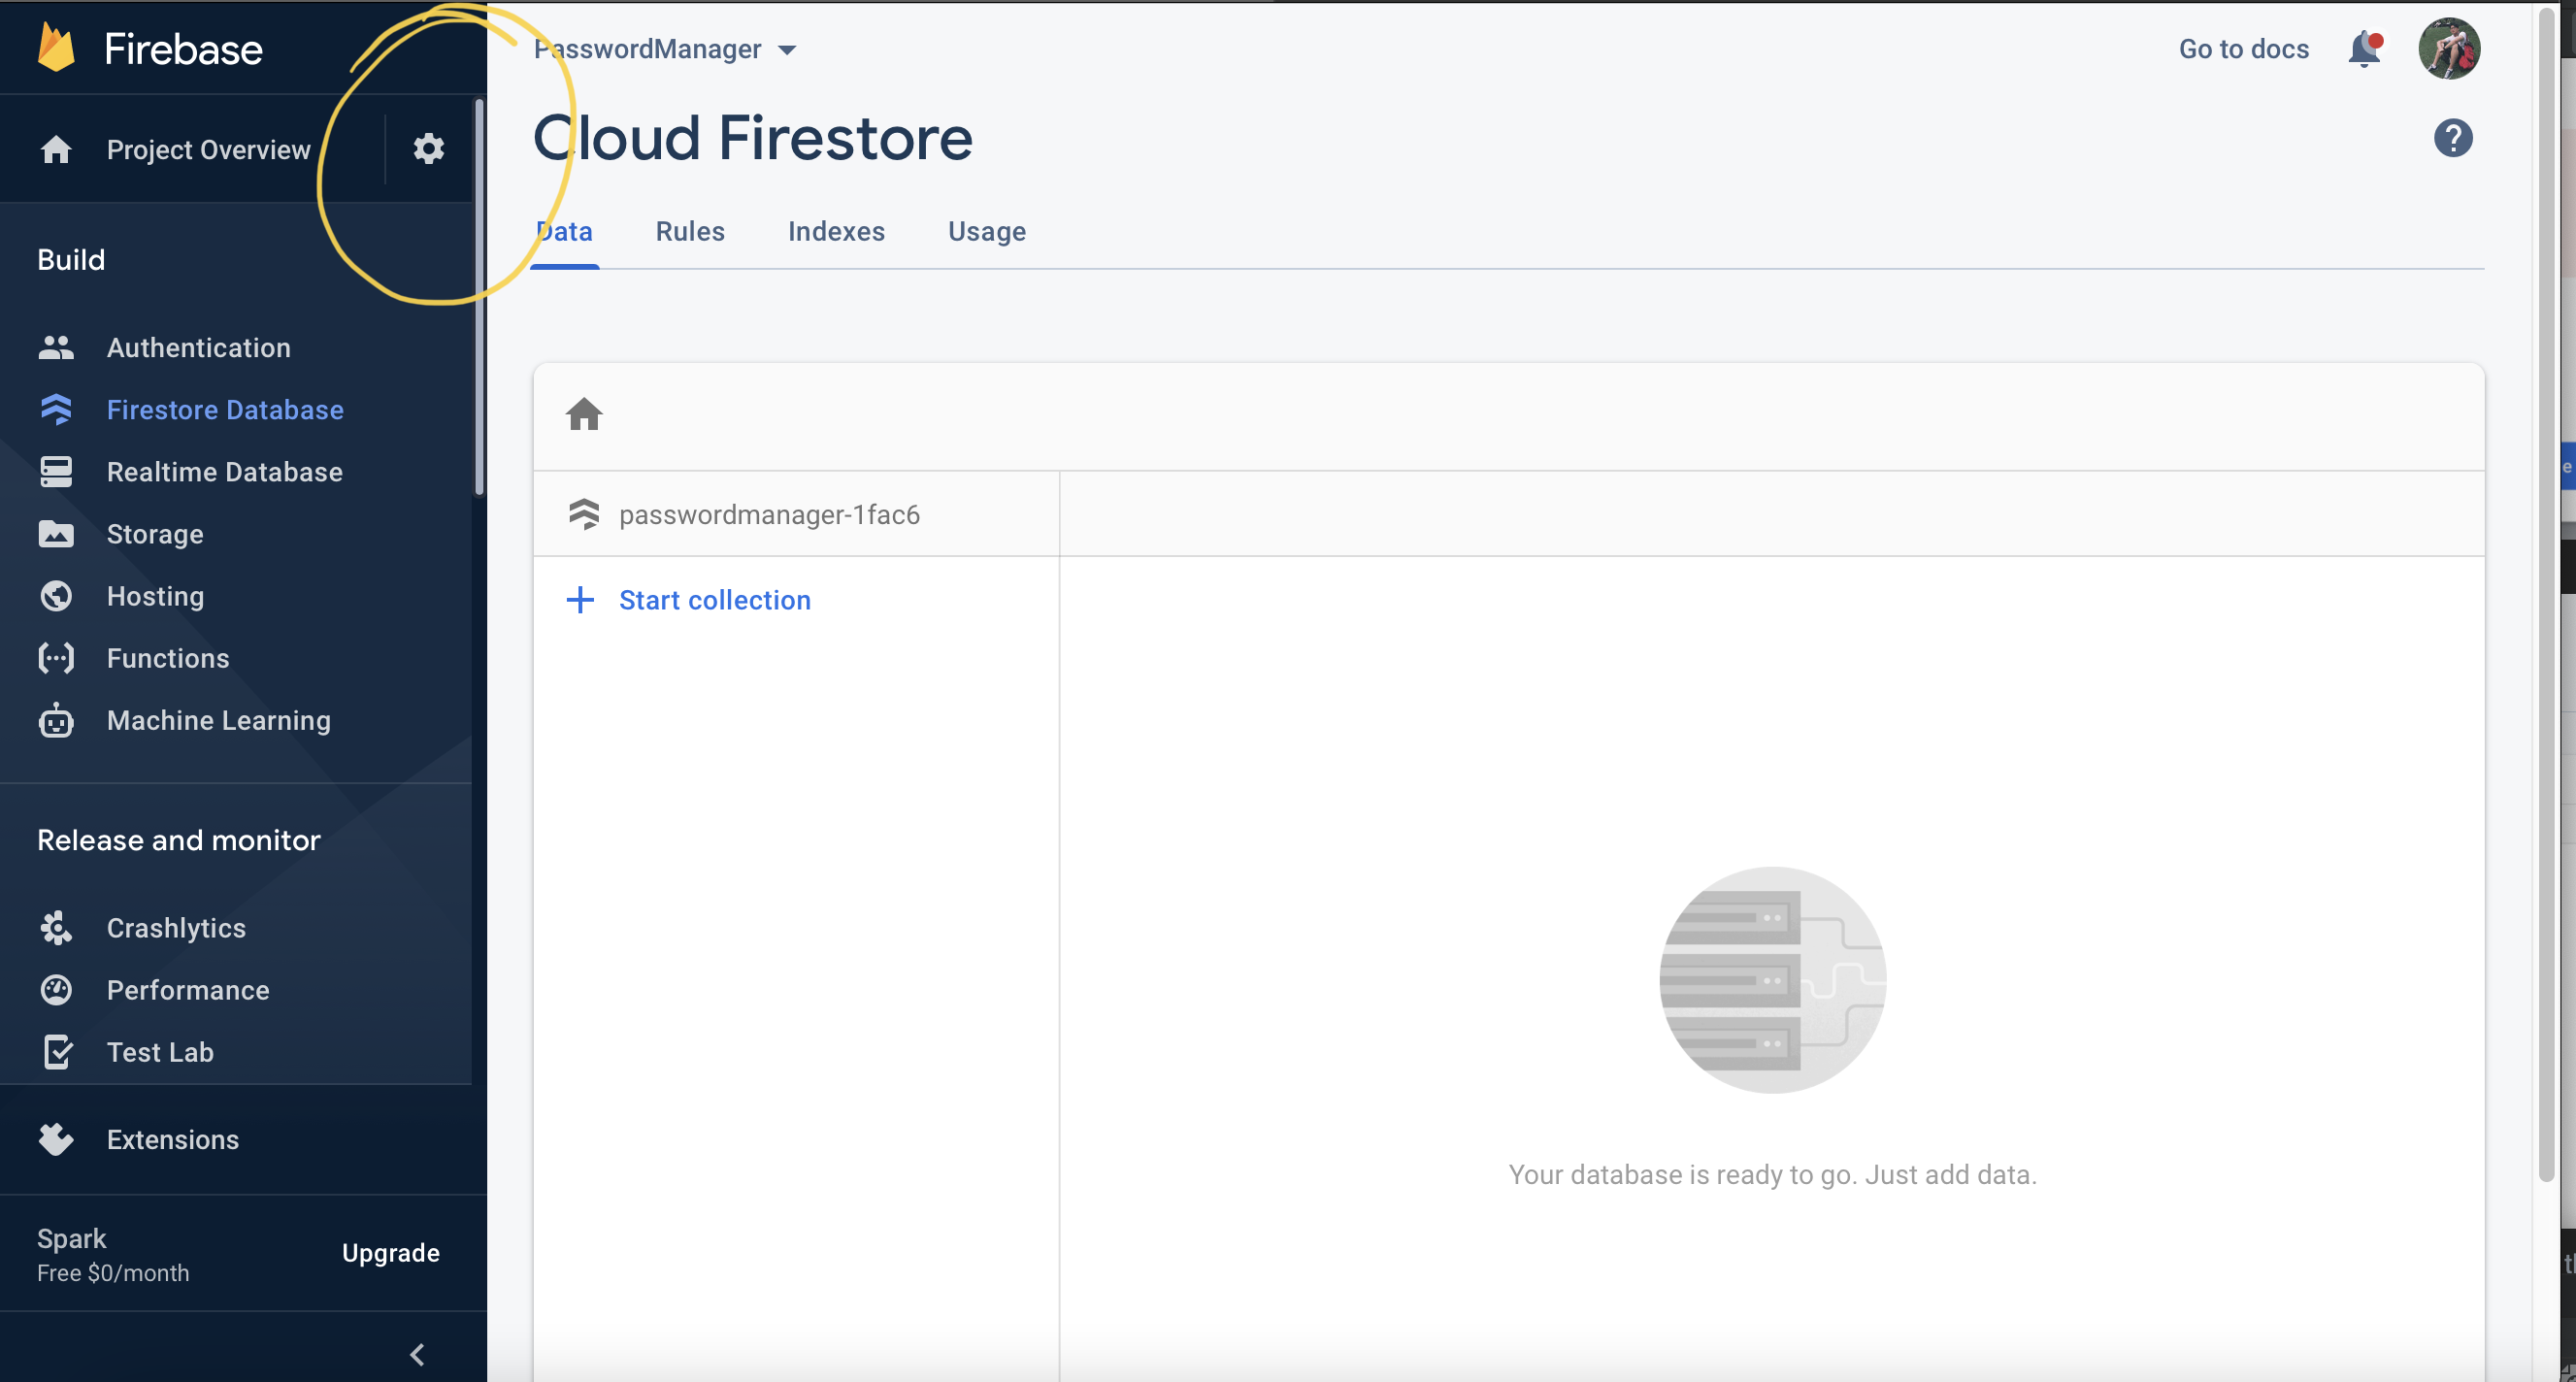 Firebase
Project Overview
Build
Authentication
Firestore Database
Realtime Database
Storage
Hosting
Functions
Machine Learning
Release and monitor
Crashlytics
Performance
Test Lab
Extensions
Spark
Free $0/month
Upgrade
PasswordManager
Go to docs
Cloud Firestore
Data Rules Indexes Usage
passwordmanager-1fac6
Start collection
Your database is ready to go. Just add data.